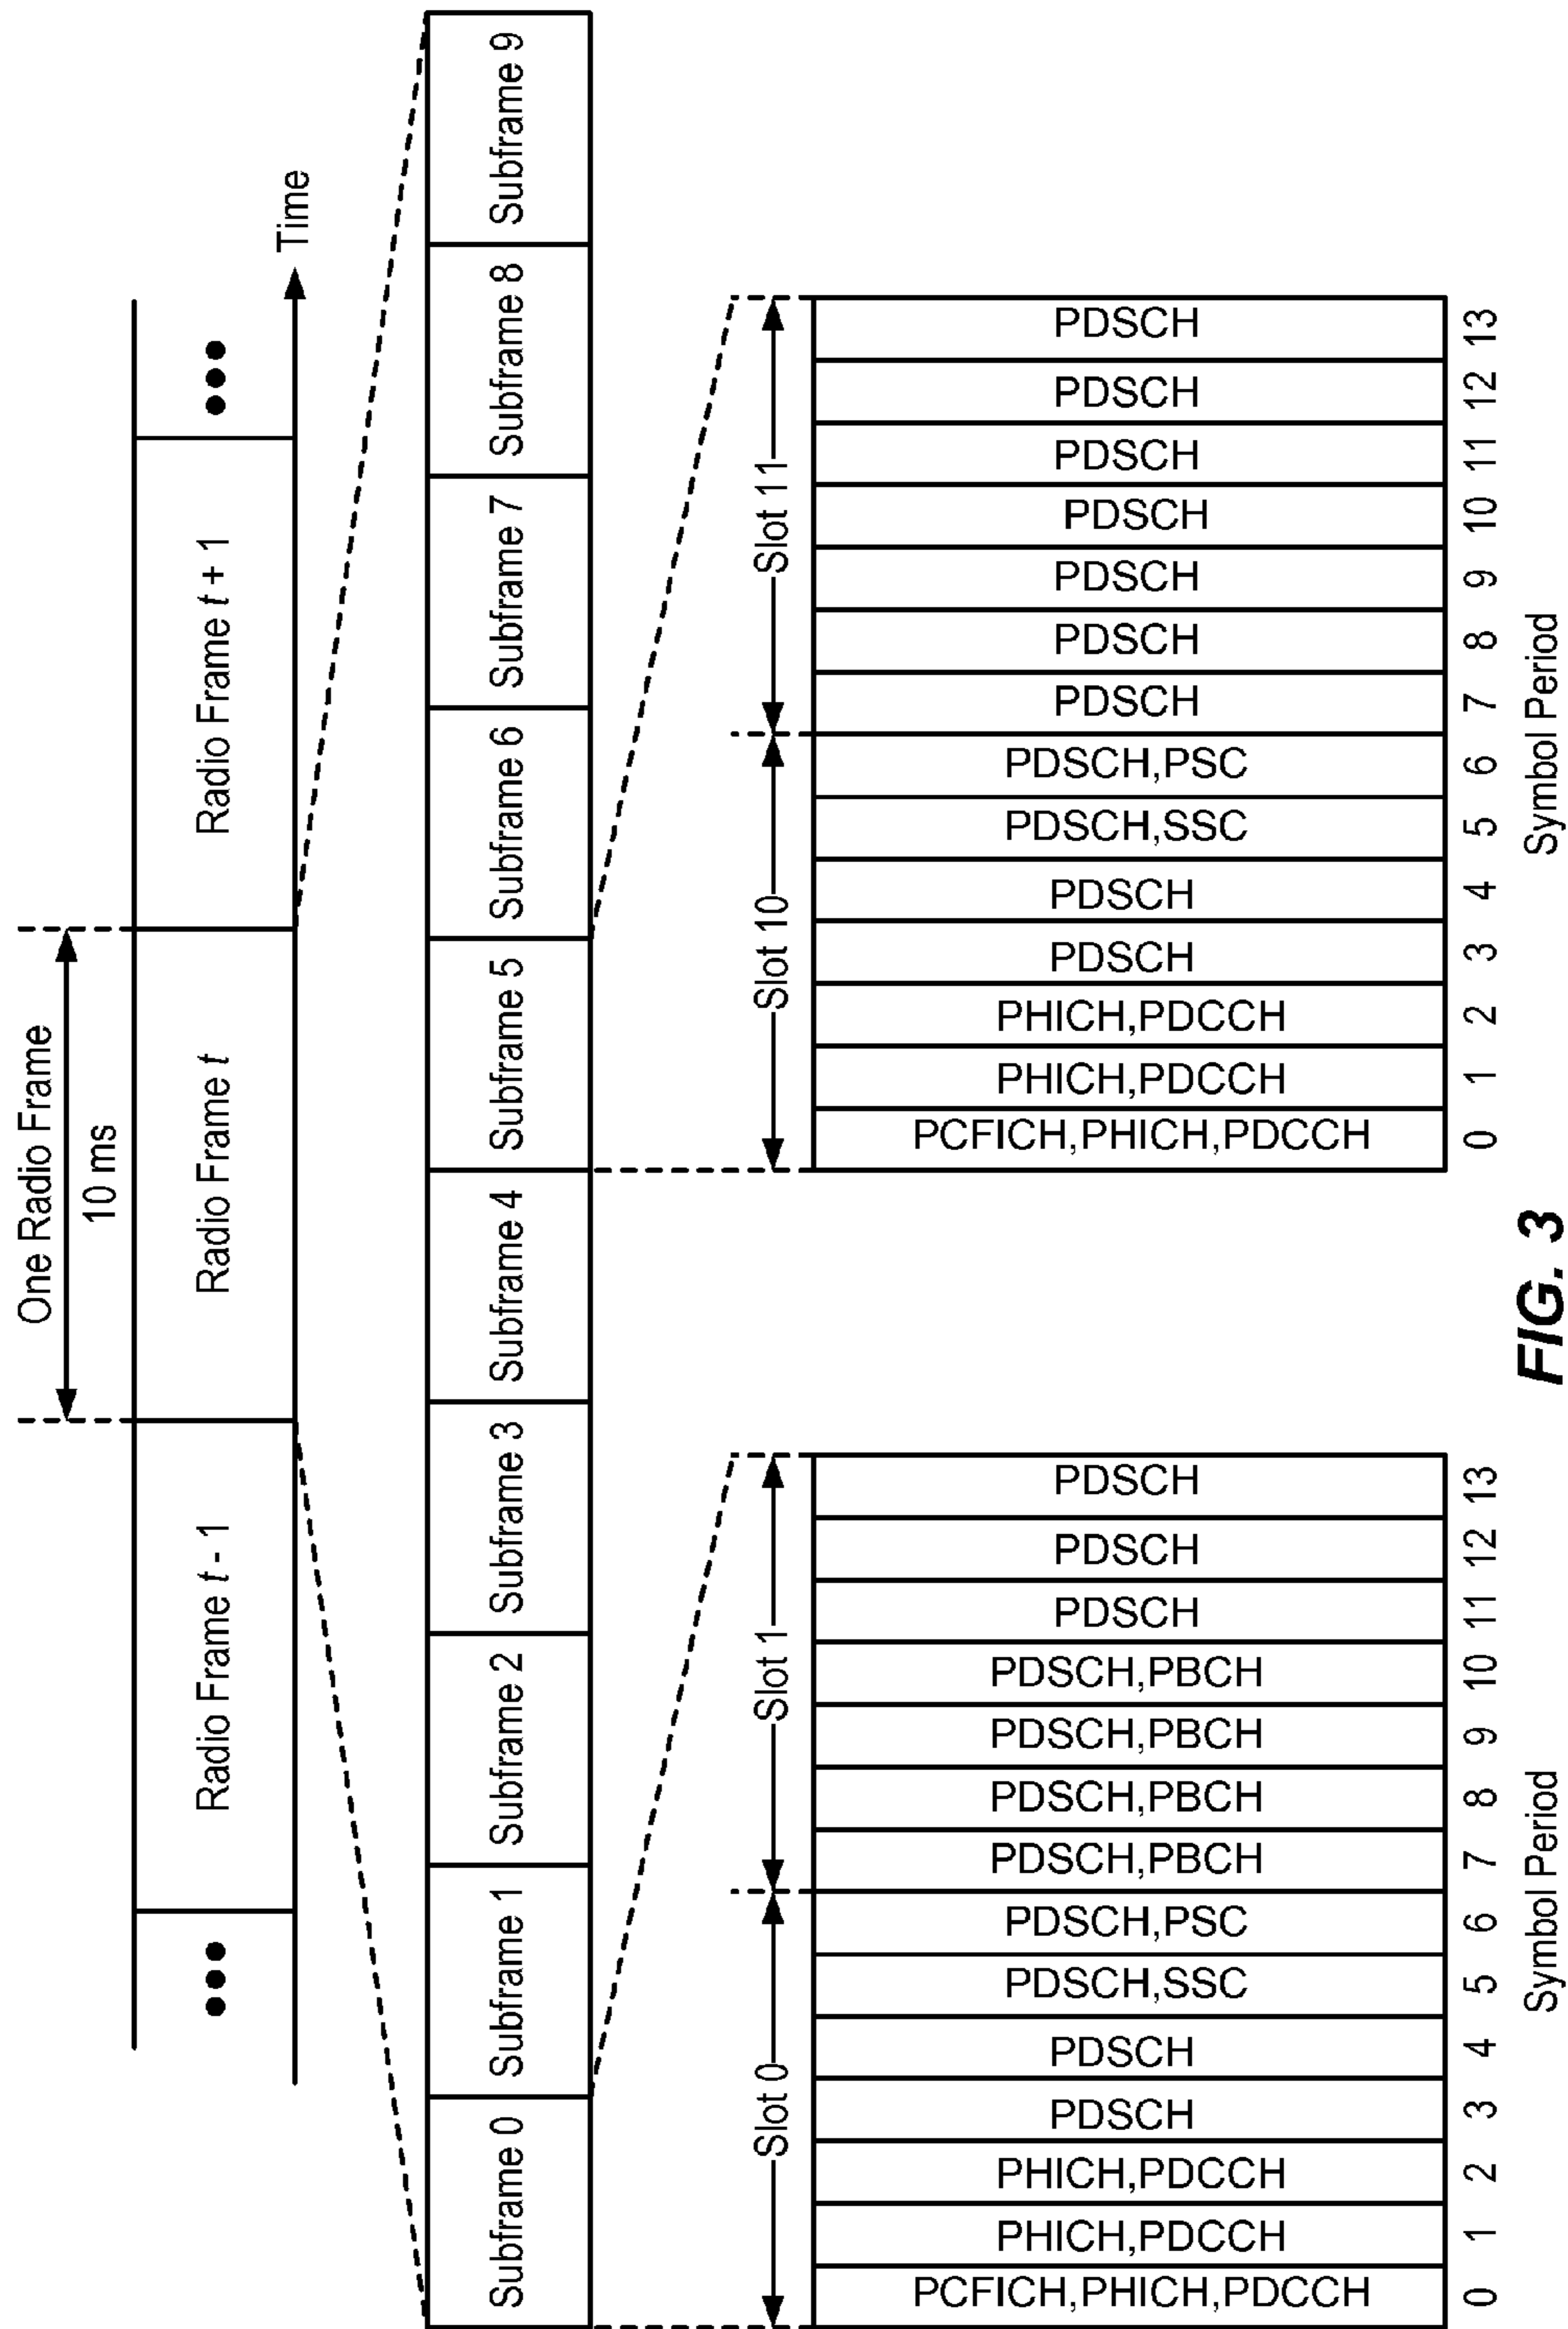 One Radio Frame
10 ms
Radio Frame t - 1
Radio Frame t
Radio Frame t + 1
Time
Subframe 0
Subframe 1
Subframe 2
Subframe 3
Subframe 4
Subframe 5
Subframe 6
Subframe 7
Subframe 8
Subframe 9
Slot 0
Slot 1
PCFICH,PHICH,PDCCH
PHICH,PDCCH
PHICH,PDCCH
PDSCH
PDSCH
PDSCH,SSC
PDSCH,PSC
PDSCH,PBCH
PDSCH,PBCH
PDSCH,PBCH
PDSCH,PBCH
PDSCH
PDSCH
PDSCH
0 1 2 3 4 5 6 7 8 9 10 11 12 13
Symbol Period
Slot 10
Slot 11
PCFICH,PHICH,PDCCH
PHICH,PDCCH
PHICH,PDCCH
PDSCH
PDSCH
PDSCH,SSC
PDSCH,PSC
PDSCH
PDSCH
PDSCH
PDSCH
PDSCH
PDSCH
PDSCH
0 1 2 3 4 5 6 7 8 9 10 11 12 13
Symbol Period
FIG. 3